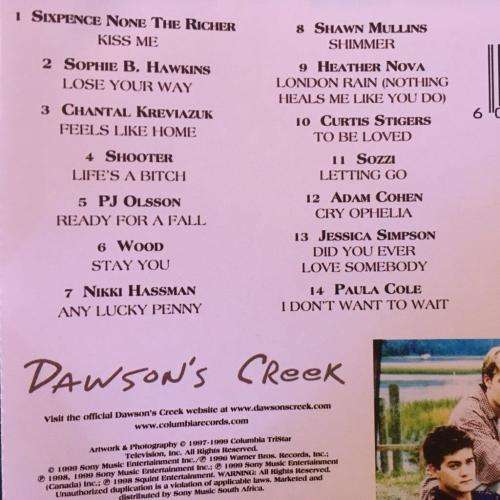 1 Sixpence None The Richer
KISS ME
2 Sophie B. Hawkins
LOSE YOUR WAY
3 Chantal Kreviazuk
FEELS LIKE HOME
4 Shooter
LIFE'S A BITCH
5 PJ Olsson
READY FOR A FALL
6 Wood
STAY YOU
7 Nikki Hassman
ANY LUCKY PENNY
8 Shawn Mullins
SHIMMER
9 Heather Nova
LONDON RAIN (NOTHING
HEALS ME LIKE YOU DO)
10 Curtis Stigers
TO BE LOVED
11 Sozzi
LETTING GO
12 Adam Cohen
CRY OPHELIA
13 Jessica Simpson
DID YOU EVER
LOVE SOMEBODY
14 Paula Cole
I DON'T WANT TO WAIT
6
DAWSON'S CREEK
Visit the official Dawson's Creek website at www.dawsonscreek.com
www.columbiarecords.com
Artwork & Photography © 1997-1999 Columbia TriStar
Television, Inc. All Rights Reserved.
© 1999 Sony Music Entertainment Inc./℗ 1996 Warner Bros. Records, Inc./
℗ 1998, 1999 Sony Music Entertainment Inc./℗ 1999 Sony Music Entertainment
(Canada) Inc./℗ 1998 Squint Entertainment. WARNING: All Rights Reserved.
Unauthorized duplication is a violation of applicable laws. Marketed and
distributed by Sony Music South Africa.